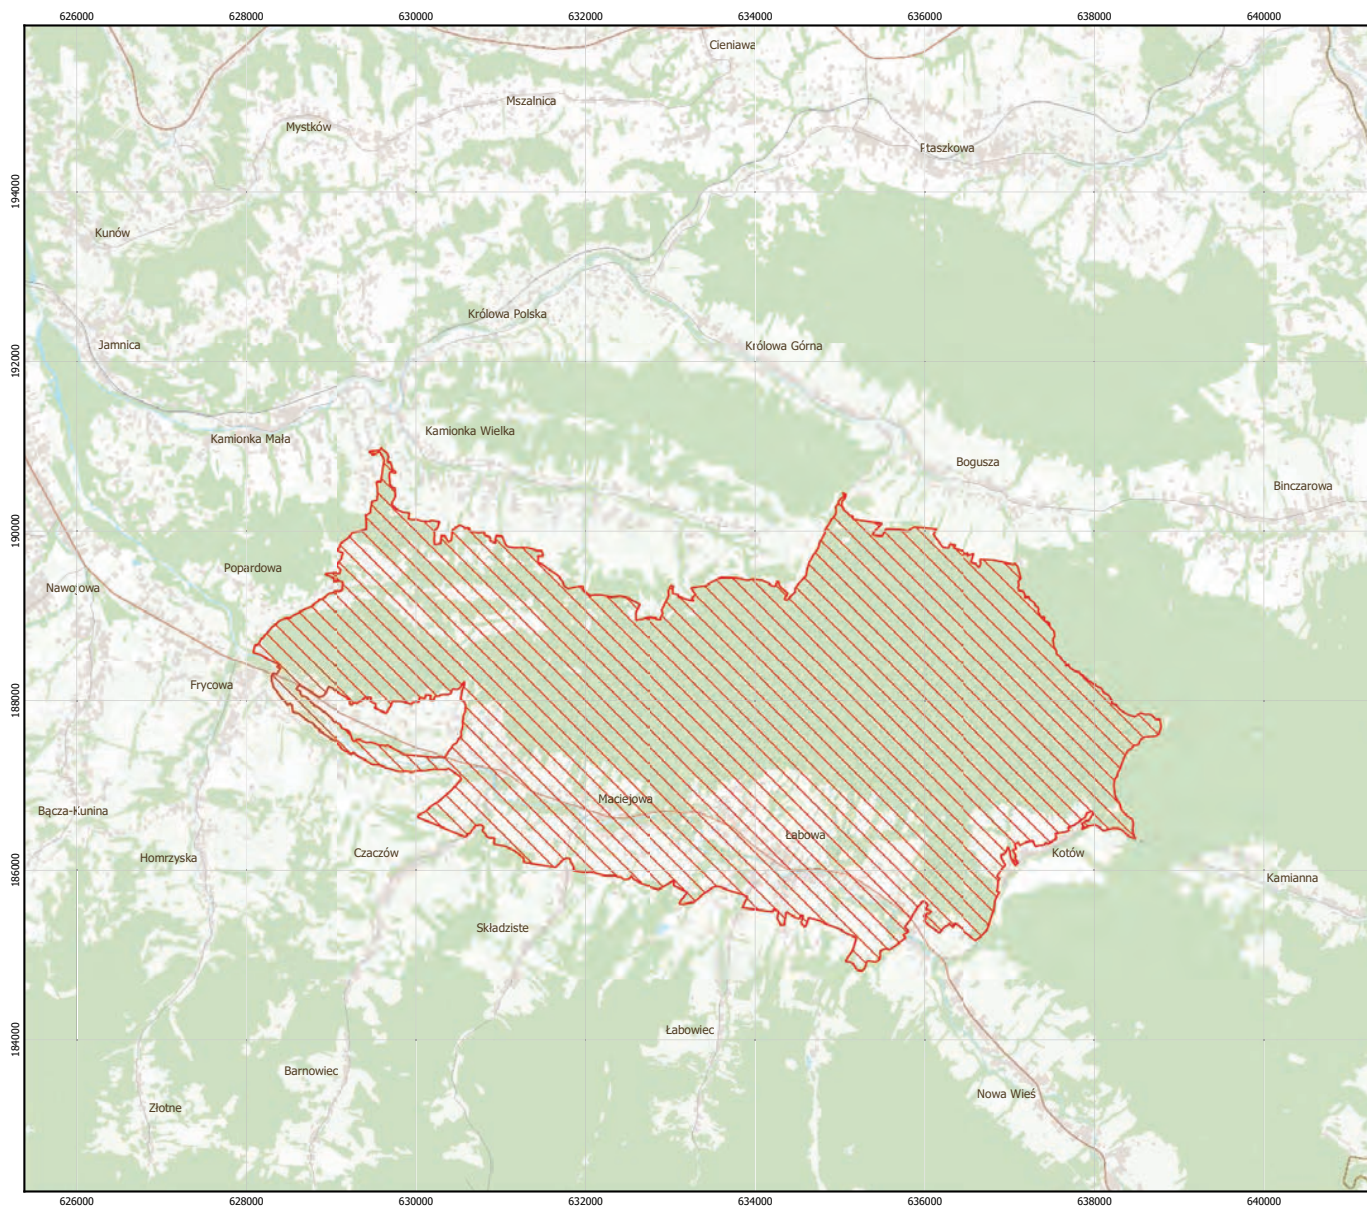 626000 628000 630000 632000 634000 636000 638000 640000
Cieniawa
Mszalnica
Mystków
Ptaszkowa
194000
Kunów
Królowa Polska
Jamnica
Królowa Górna
192000
Kamionka Wielka
Kamionka Mała
Bogusza
Binczarowa
190000
Popardowa
Nawojowa
Frycowa
188000
Maciejowa
Bącza-Kunina
Łabowa
Czaczów
Kotów
Homrzyska
186000
Kamianna
Składziste
Łabowiec
184000
Barnowiec
Nowa Wieś
Złotne
626000 628000 630000 632000 634000 636000 638000 640000